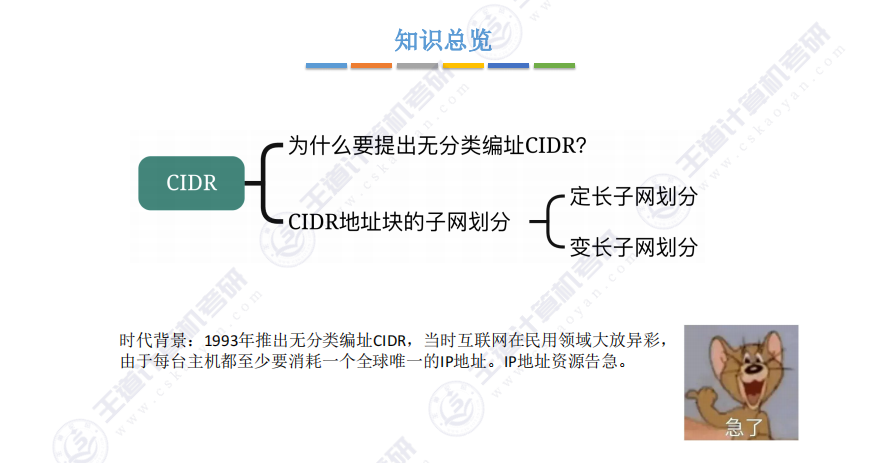 知识总览
CIDR
为什么要提出无分类编址CIDR?
CIDR地址块的子网划分
定长子网划分
变长子网划分
时代背景：1993年推出无分类编址CIDR，当时互联网在民用领域大放异彩，
由于每台主机都至少要消耗一个全球唯一的IP地址。IP地址资源告急。
急了
王道计算机考研
www.cskaoyan.com